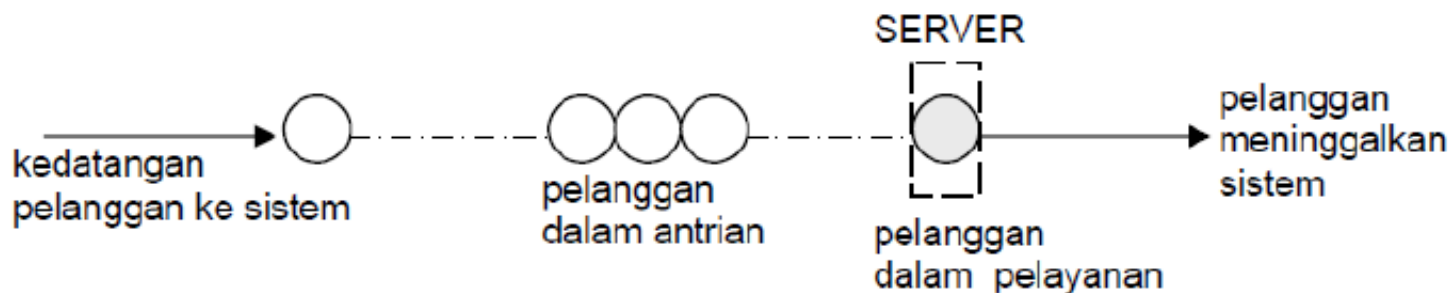 SERVER
kedatangan
pelanggan ke sistem
pelanggan
dalam antrian
pelanggan
dalam pelayanan
pelanggan
meninggalkan
sistem